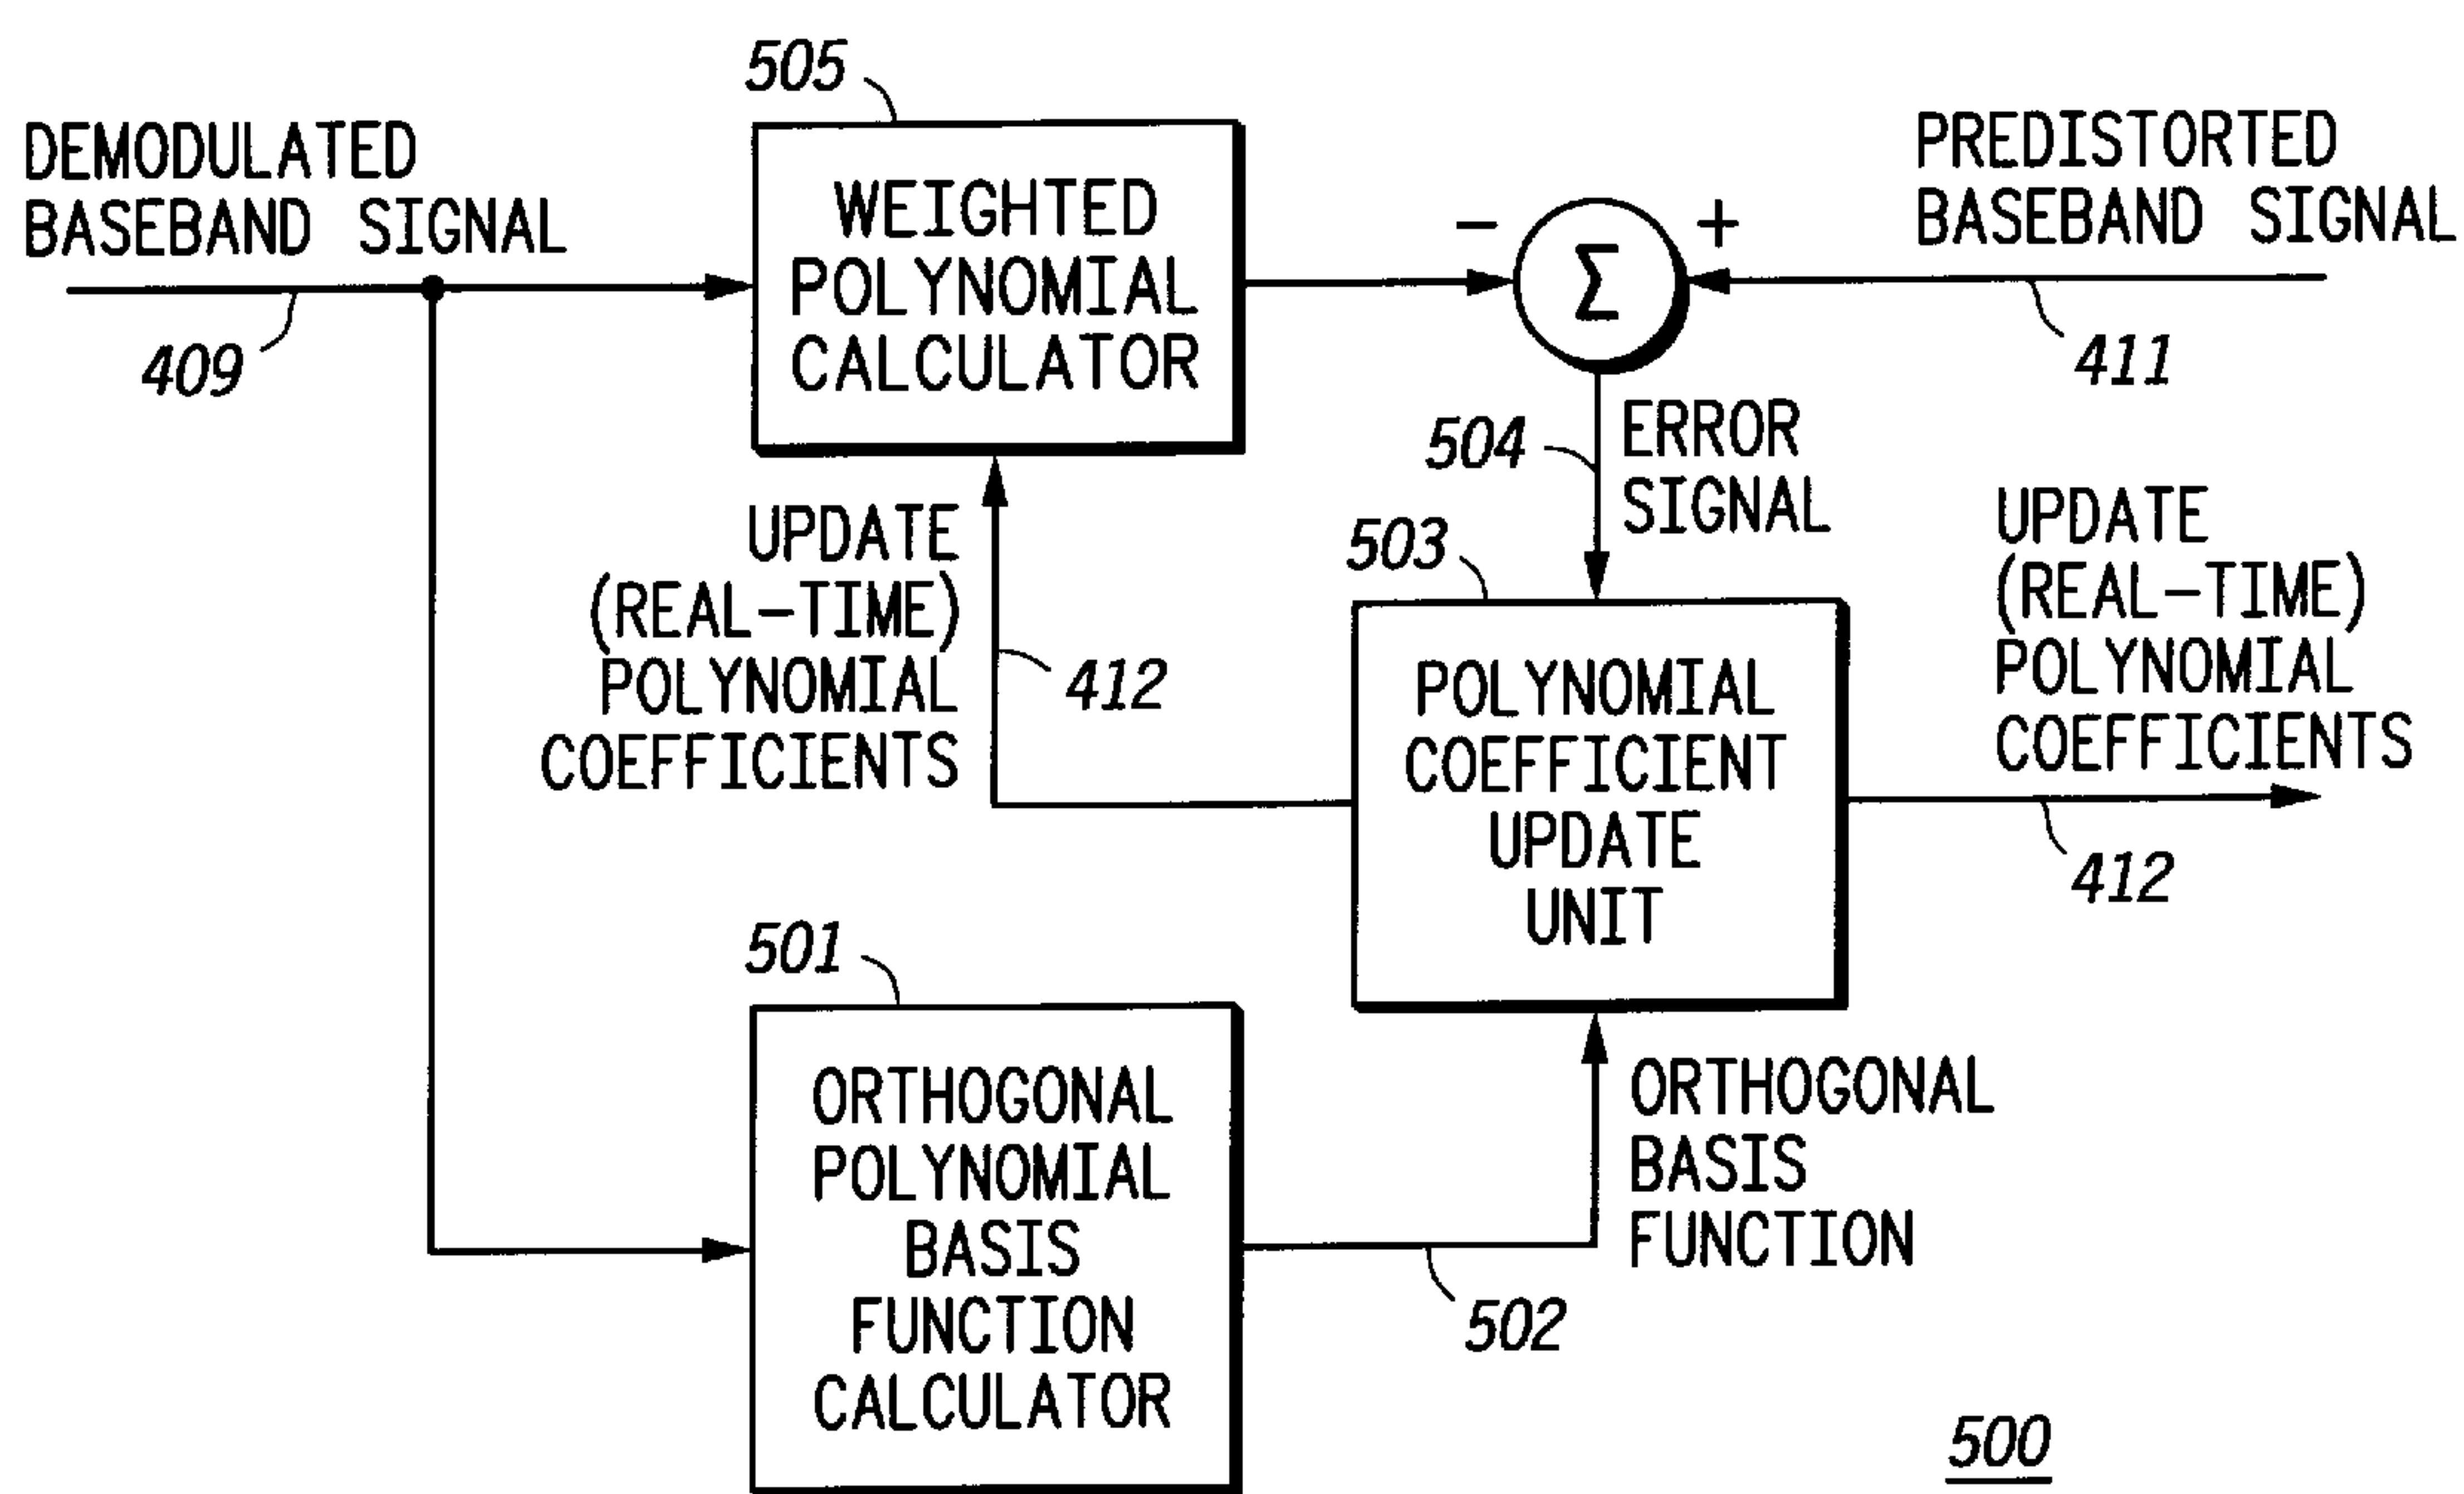 505
DEMODULATED
BASEBAND SIGNAL
409
WEIGHTED
POLYNOMIAL
CALCULATOR
-
Σ
+
PREDISTORTED
BASEBAND SIGNAL
411
504
ERROR
SIGNAL
UPDATE
(REAL-TIME)
POLYNOMIAL
COEFFICIENTS
412
503
POLYNOMIAL
COEFFICIENT
UPDATE
UNIT
UPDATE
(REAL-TIME)
POLYNOMIAL
COEFFICIENTS
412
501
ORTHOGONAL
POLYNOMIAL
BASIS
FUNCTION
CALCULATOR
502
ORTHOGONAL
BASIS
FUNCTION
500